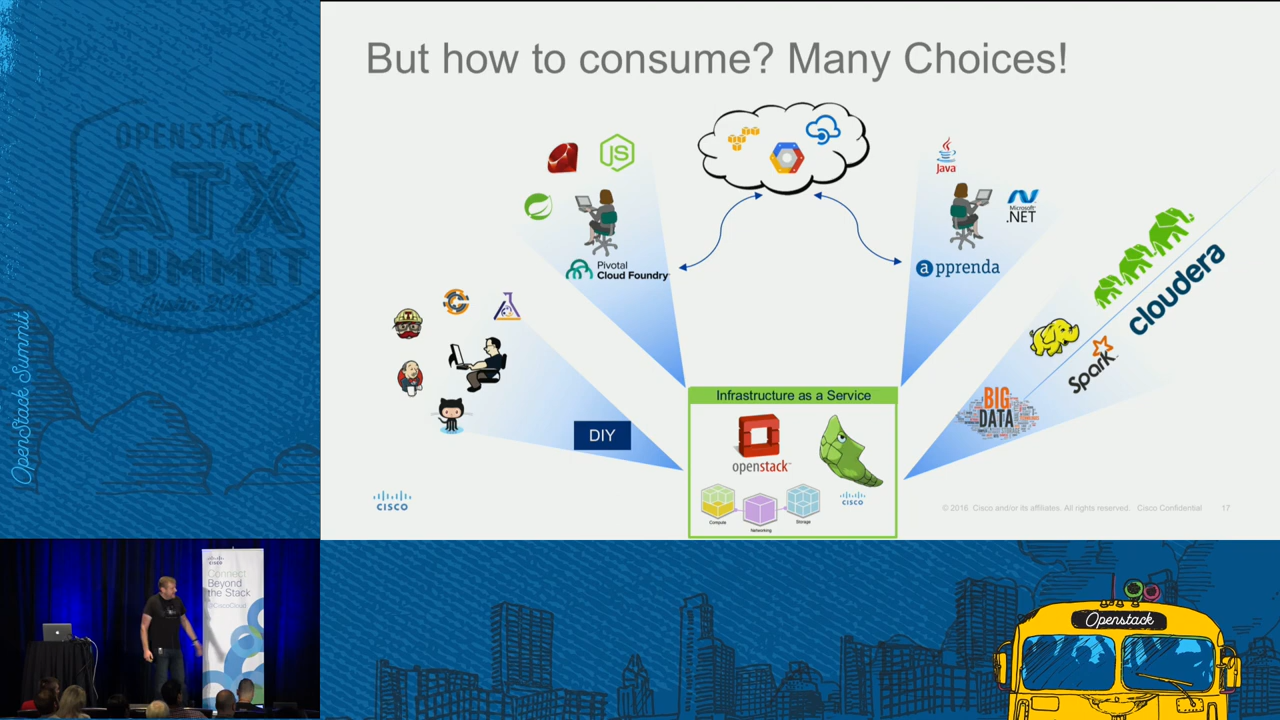 But how to consume? Many Choices!
OPENSTACK
ATX
SUMMIT
OpenStack Summit
JS
Java
Microsoft
.NET
Pivotal
Cloud Foundry
apprenda
cloudera
Spark
BIG
DATA
DIY
Infrastructure as a Service
openstack
Compute
Networking
Storage
CISCO
CISCO
© 2016 Cisco and/or its affiliates. All rights reserved. Cisco Confidential 17
CISCO
Connect
Beyond
the Stack
@CiscoCloud
Openstack